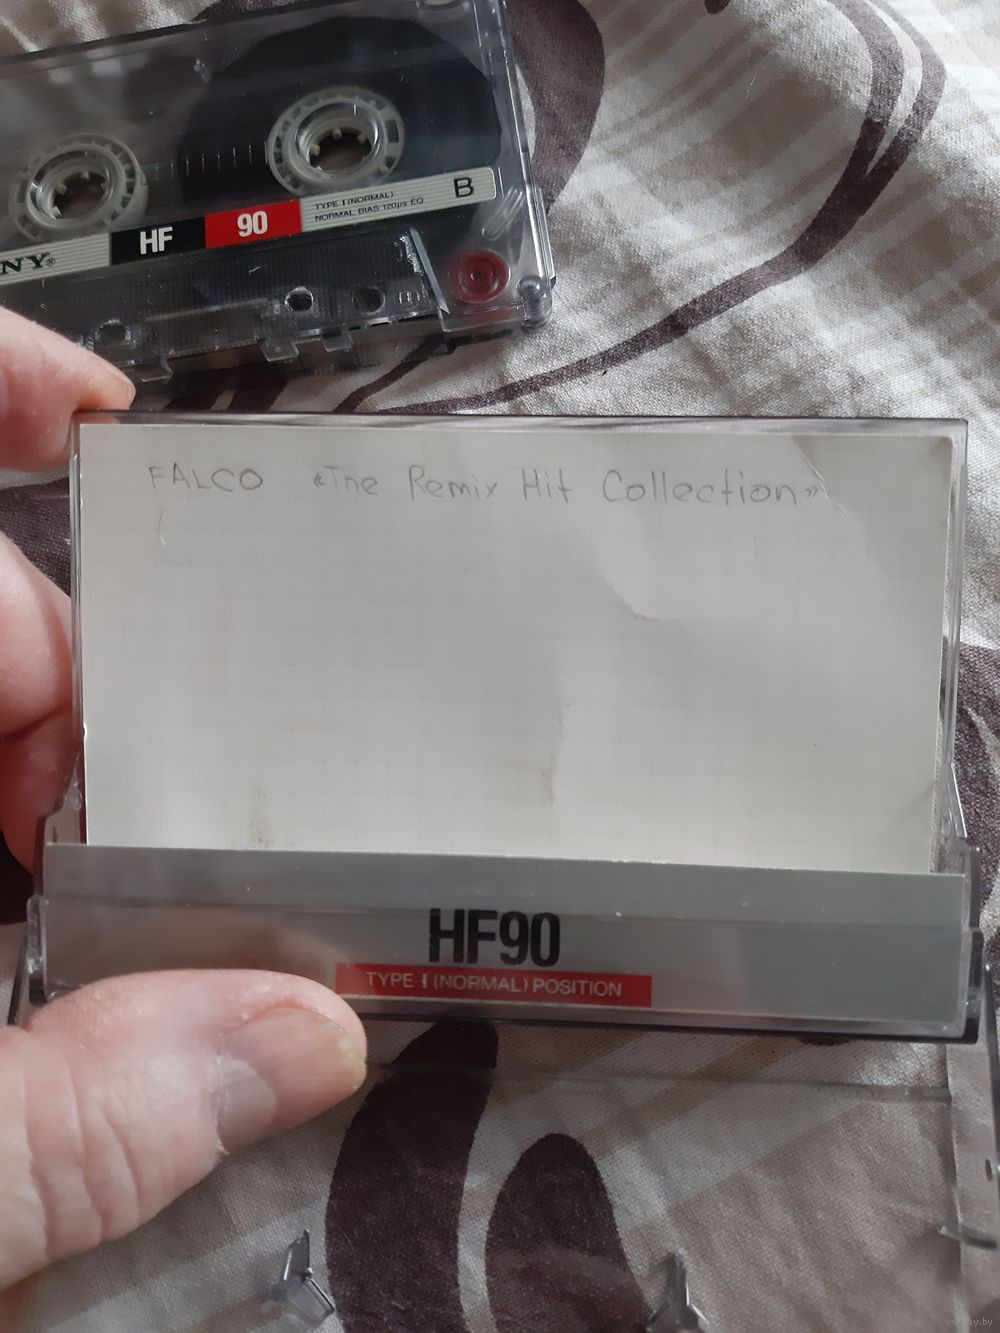 TYPE I (NORMAL)
NORMAL BIAS 120µs EQ
B
NY®
HF
90
FALCO «The Remix Hit Collection»
HF90
TYPE I (NORMAL) POSITION